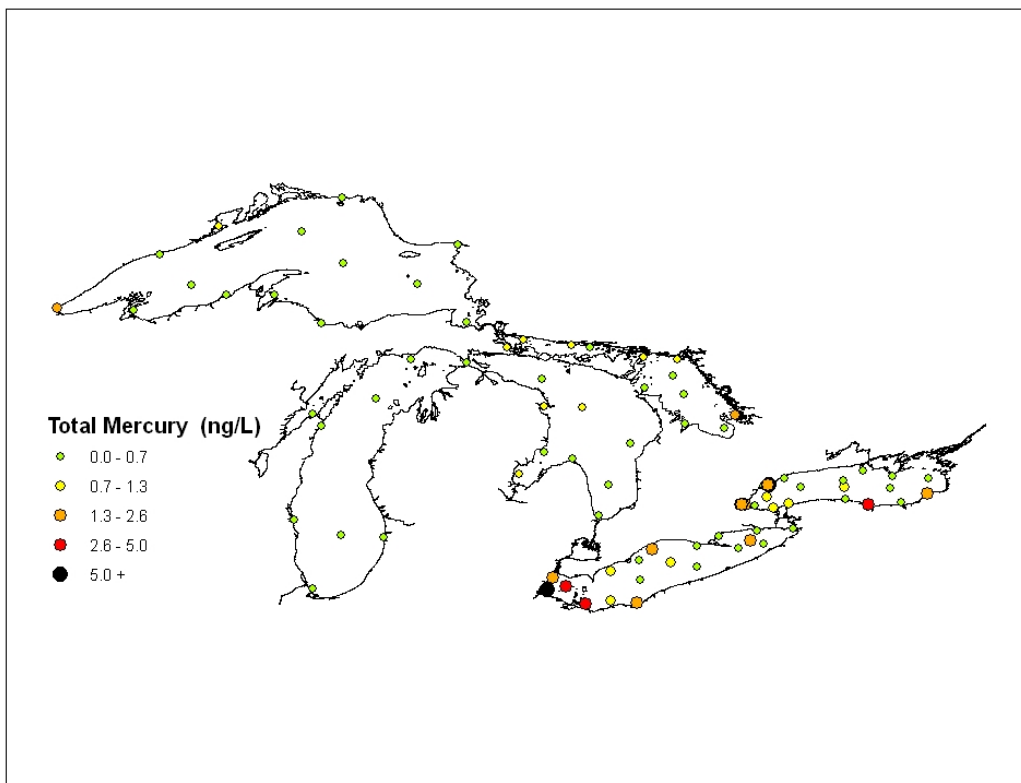 Total Mercury (ng/L)
0.0 - 0.7
0.7 - 1.3
1.3 - 2.6
2.6 - 5.0
5.0 +